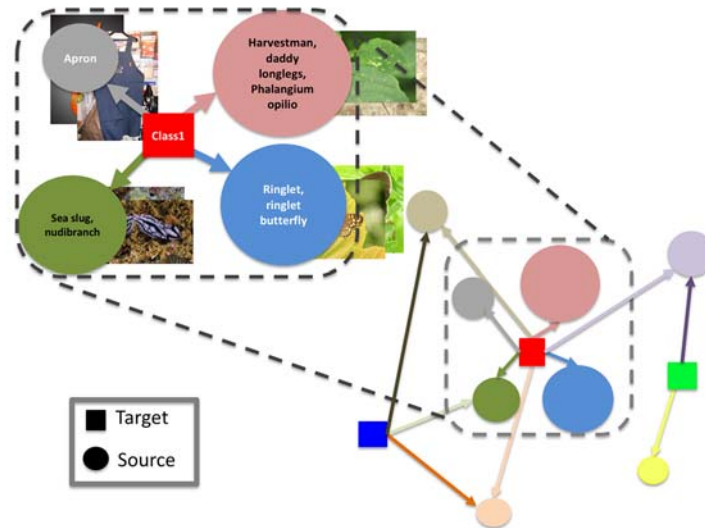 Apron
Harvestman,
daddy
longlegs,
Phalangium
opilio
Class1
Sea slug,
nudibranch
Ringlet,
ringlet
butterfly
Target
Source